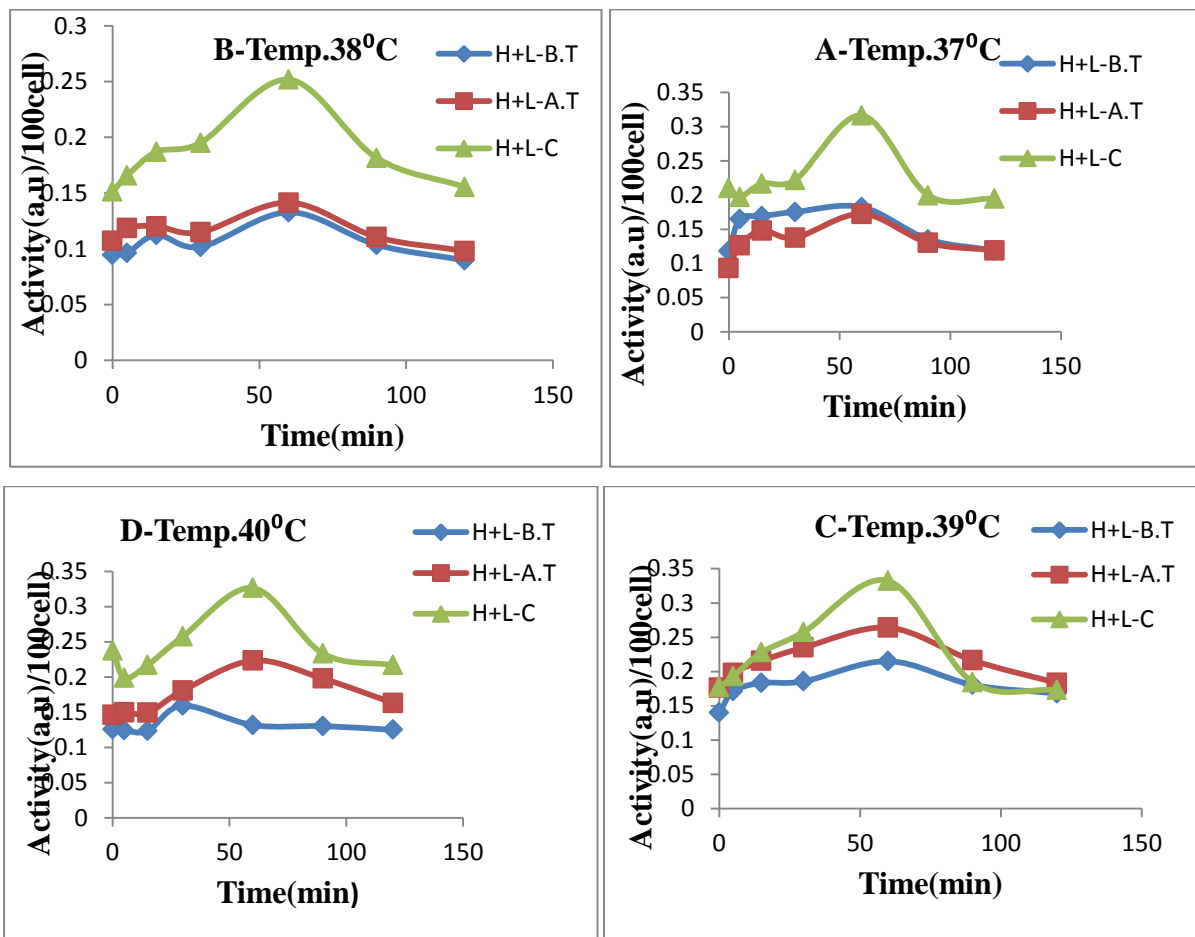 B-Temp.38⁰C
H+L-B.T
H+L-A.T
H+L-C
Activity(a.u)/100cell)
0.3
0.25
0.2
0.15
0.1
0.05
0
0 50 100 150
Time(min)
A-Temp.37⁰C
H+L-B.T
H+L-A.T
H+L-C
Activity(a.u)/100cell)
0.35
0.3
0.25
0.2
0.15
0.1
0.05
0
0 50 100 150
Time(min)
D-Temp.40⁰C
H+L-B.T
H+L-A.T
H+L-C
Activity(a.u)/100cell)
0.35
0.3
0.25
0.2
0.15
0.1
0.05
0
0 50 100 150
Time(min)
C-Temp.39⁰C
H+L-B.T
H+L-A.T
H+L-C
Activity(a.u)/100cell)
0.35
0.3
0.25
0.2
0.15
0.1
0.05
0
0 50 100 150
Time(min)